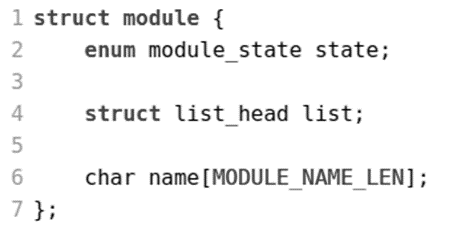 1 struct module {
2     enum module_state state;
3
4     struct list_head list;
5
6     char name[MODULE_NAME_LEN];
7 };